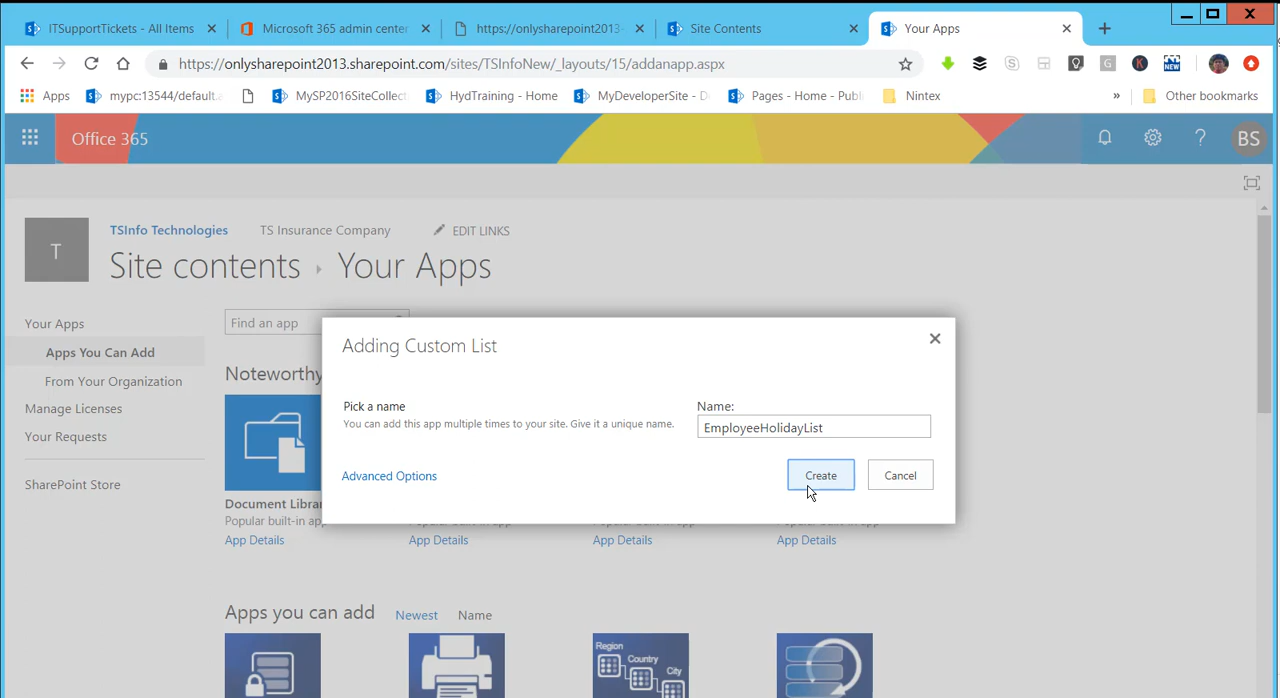 ITSupportTickets - All Items
Microsoft 365 admin center
https://onlysharepoint2013-
Site Contents
Your Apps
https://onlysharepoint2013.sharepoint.com/sites/TSInfoNew/_layouts/15/addanapp.aspx
G
K
NEW
Apps
mypc:13544/default.
MySP2016SiteCollect
HydTraining - Home
MyDeveloperSite - D
Pages - Home - Publ
Nintex
»
Other bookmarks
Office 365
?
BS
T
TSInfo Technologies
TS Insurance Company
EDIT LINKS
Site contents ▸ Your Apps
Your Apps
Apps You Can Add
From Your Organization
Manage Licenses
Your Requests
SharePoint Store
Find an app
Noteworthy
Adding Custom List
Pick a name
You can add this app multiple times to your site. Give it a unique name.
Name:
EmployeeHolidayList
Advanced Options
Create
Cancel
Document Librar
Popular built-in app
App Details
App Details
App Details
App Details
Apps you can add
Newest
Name
Region
Country
City